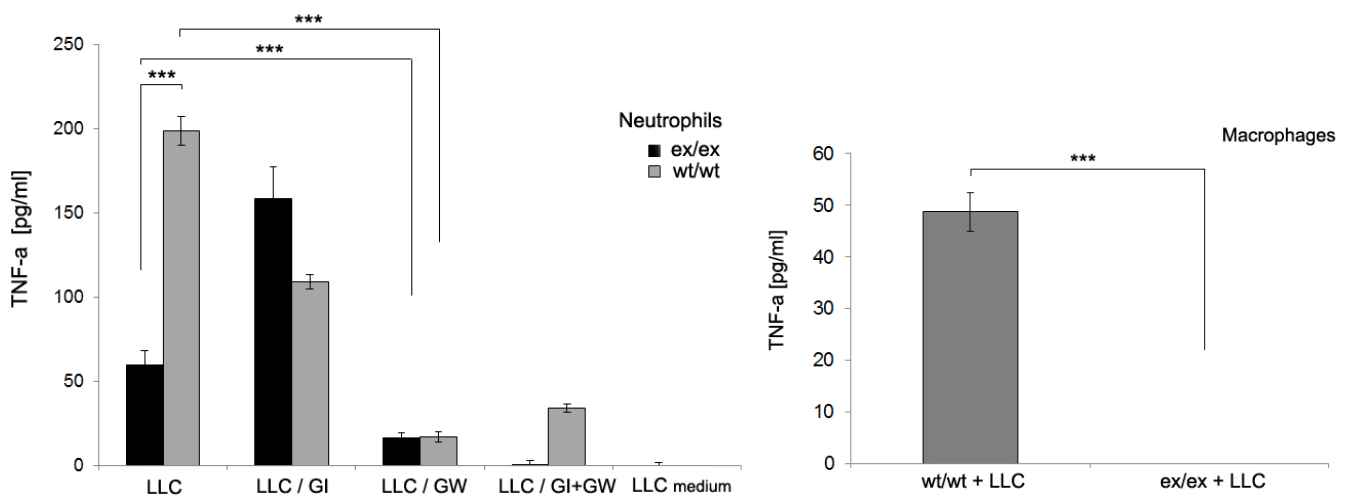 ***
***
***
250
200
150
100
50
0
TNF-a [pg/ml]
Neutrophils
ex/ex
wt/wt
LLC
LLC / GI
LLC / GW
LLC / GI+GW
LLC medium
Macrophages
***
60
50
40
30
20
10
0
TNF-a [pg/ml]
wt/wt + LLC
ex/ex + LLC